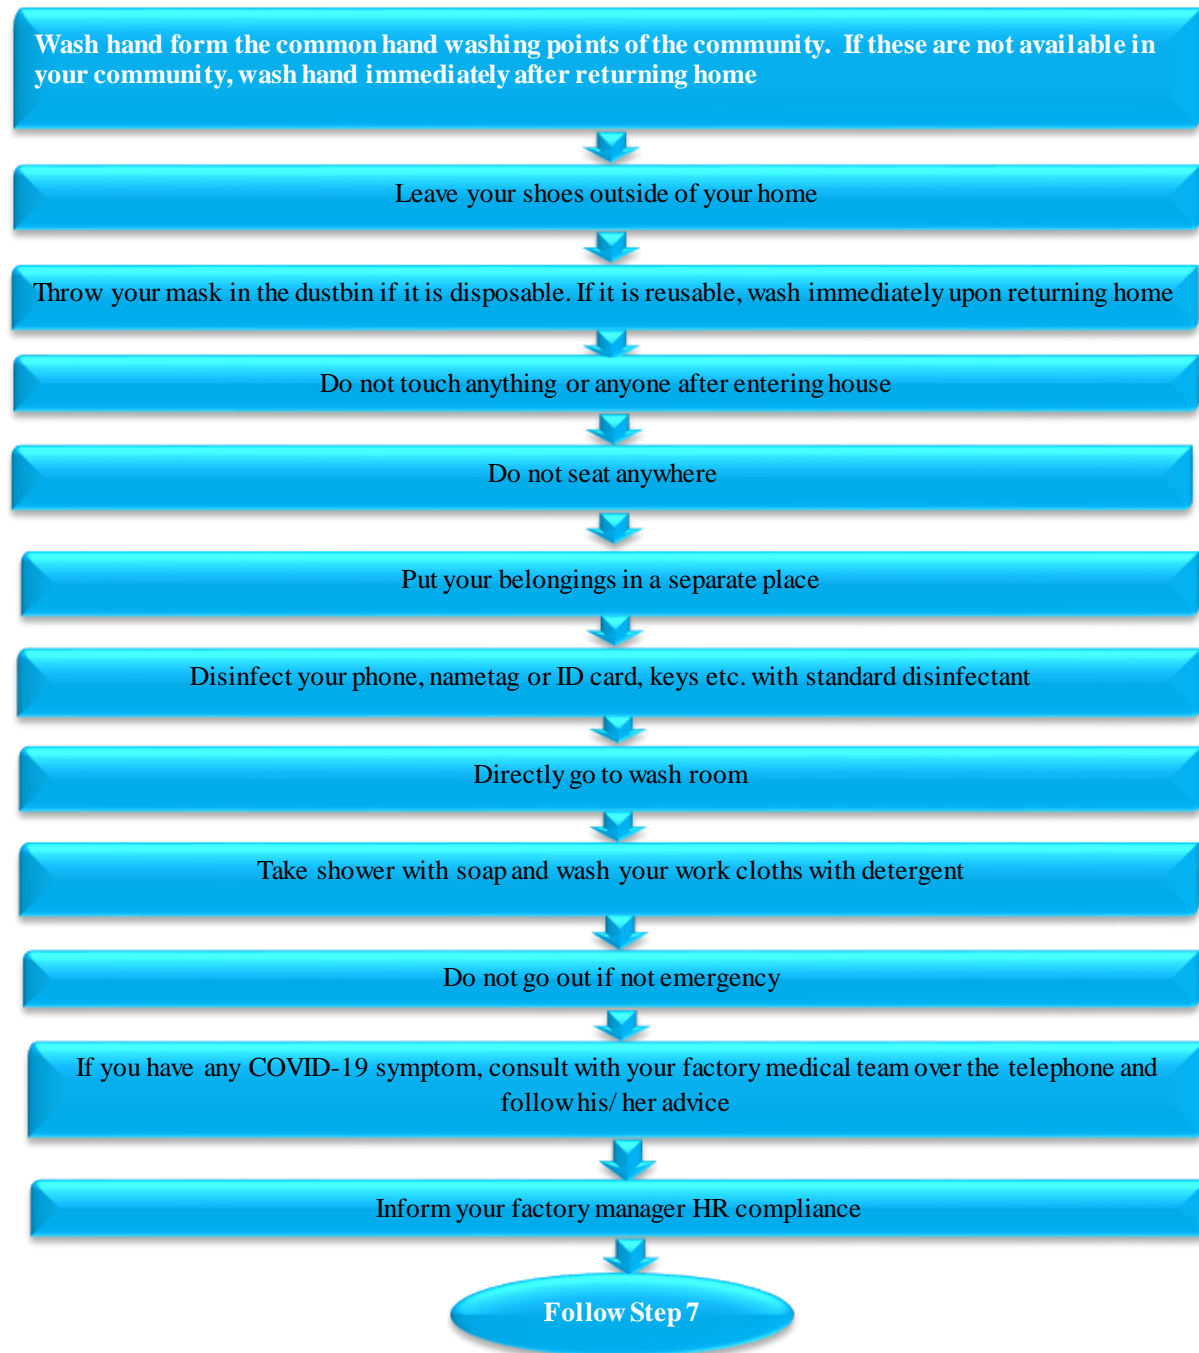 Wash hand form the common hand washing points of the community. If these are not available in
your community, wash hand immediately after returning home
Leave your shoes outside of your home
Throw your mask in the dustbin if it is disposable. If it is reusable, wash immediately upon returning home
Do not touch anything or anyone after entering house
Do not seat anywhere
Put your belongings in a separate place
Disinfect your phone, nametag or ID card, keys etc. with standard disinfectant
Directly go to wash room
Take shower with soap and wash your work cloths with detergent
Do not go out if not emergency
If you have any COVID-19 symptom, consult with your factory medical team over the telephone and
follow his/ her advice
Inform your factory manager HR compliance
Follow Step 7